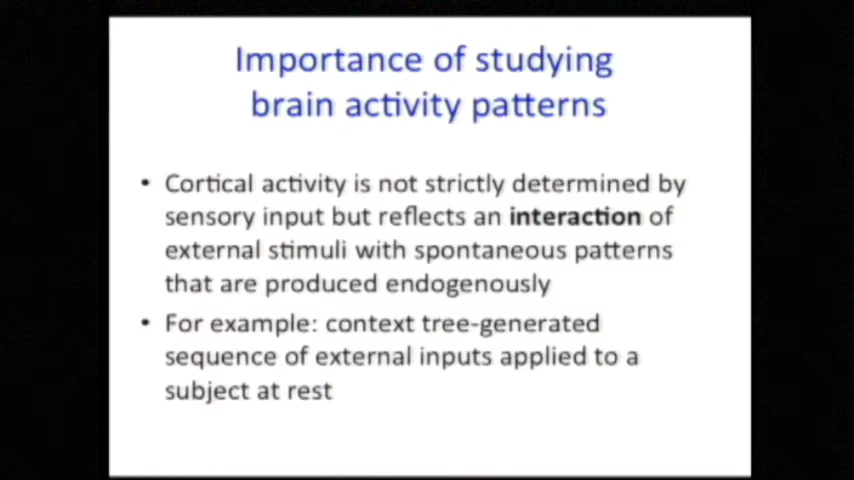 Importance of studying
brain activity patterns
• Cortical activity is not strictly determined by
sensory input but reflects an interaction of
external stimuli with spontaneous patterns
that are produced endogenously
• For example: context tree-generated
sequence of external inputs applied to a
subject at rest